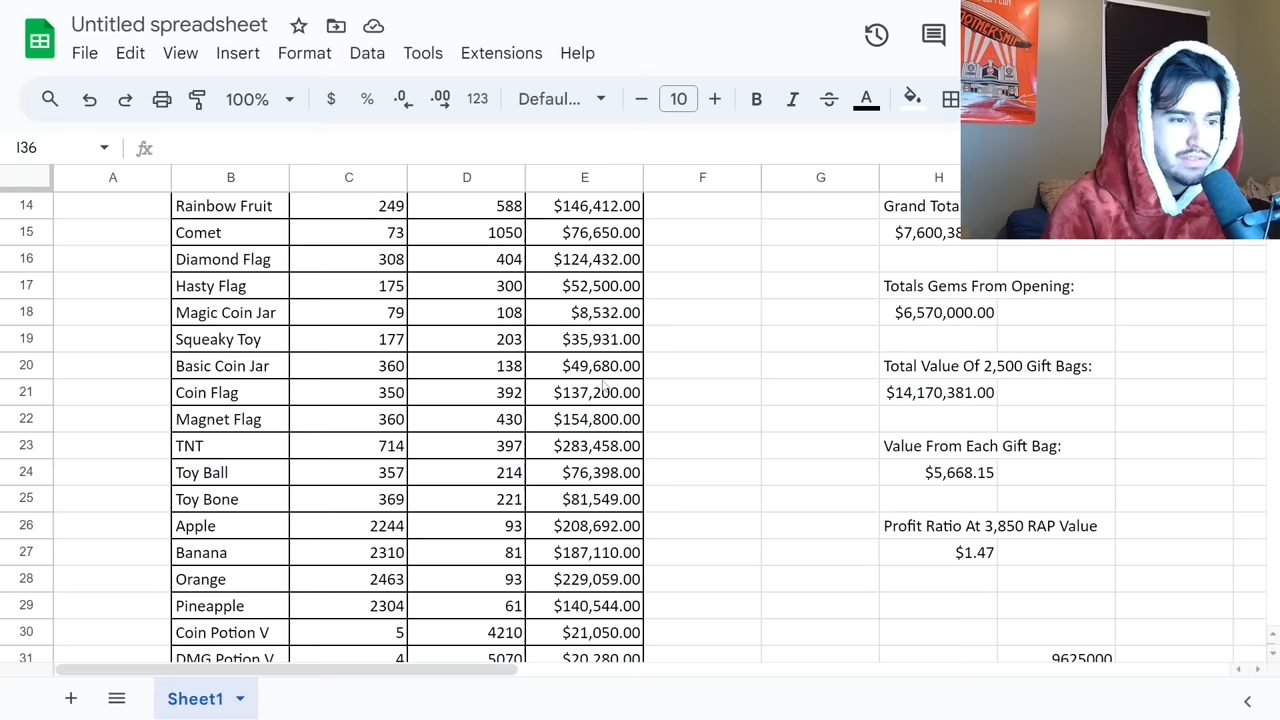 Untitled spreadsheet
File Edit View Insert Format Data Tools Extensions Help
100% $ % .0 .00 123 Defaul... 10 B I A
I36 fx
A B C D E F G H
14 Rainbow Fruit 249 588 $146,412.00 Grand Tota
15 Comet 73 1050 $76,650.00 $7,600,38
16 Diamond Flag 308 404 $124,432.00
17 Hasty Flag 175 300 $52,500.00 Totals Gems From Opening:
18 Magic Coin Jar 79 108 $8,532.00 $6,570,000.00
19 Squeaky Toy 177 203 $35,931.00
20 Basic Coin Jar 360 138 $49,680.00 Total Value Of 2,500 Gift Bags:
21 Coin Flag 350 392 $137,200.00 $14,170,381.00
22 Magnet Flag 360 430 $154,800.00
23 TNT 714 397 $283,458.00 Value From Each Gift Bag:
24 Toy Ball 357 214 $76,398.00 $5,668.15
25 Toy Bone 369 221 $81,549.00
26 Apple 2244 93 $208,692.00 Profit Ratio At 3,850 RAP Value
27 Banana 2310 81 $187,110.00 $1.47
28 Orange 2463 93 $229,059.00
29 Pineapple 2304 61 $140,544.00
30 Coin Potion V 5 4210 $21,050.00
31 DMG Potion V 4 5070 $20,280.00 9625000
Sheet1